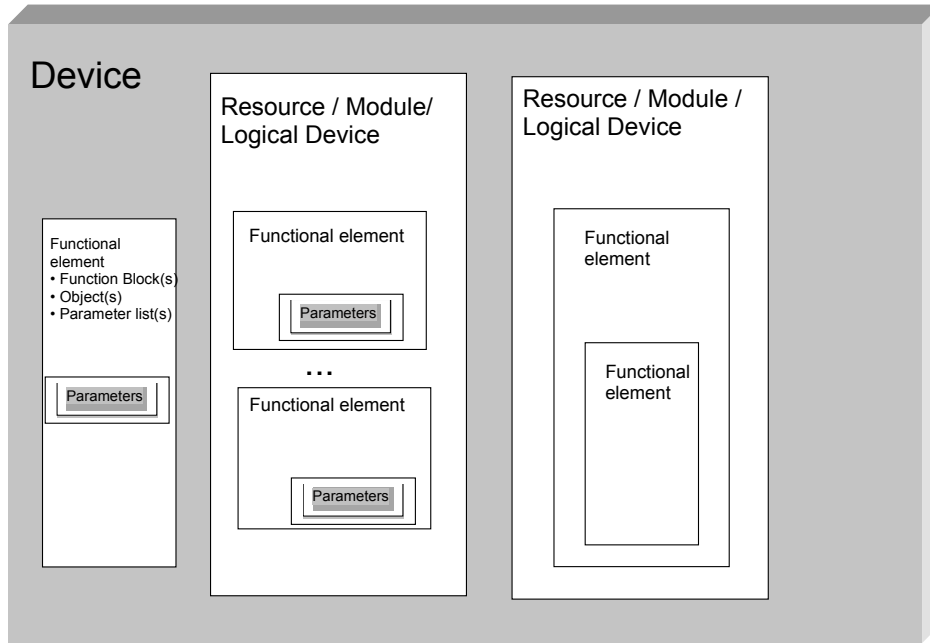 Device
Functional
element
• Function Block(s)
• Object(s)
• Parameter list(s)
Parameters
Resource / Module/
Logical Device
Functional element
Parameters
...
Functional element
Parameters
Resource / Module /
Logical Device
Functional
element
Functional
element